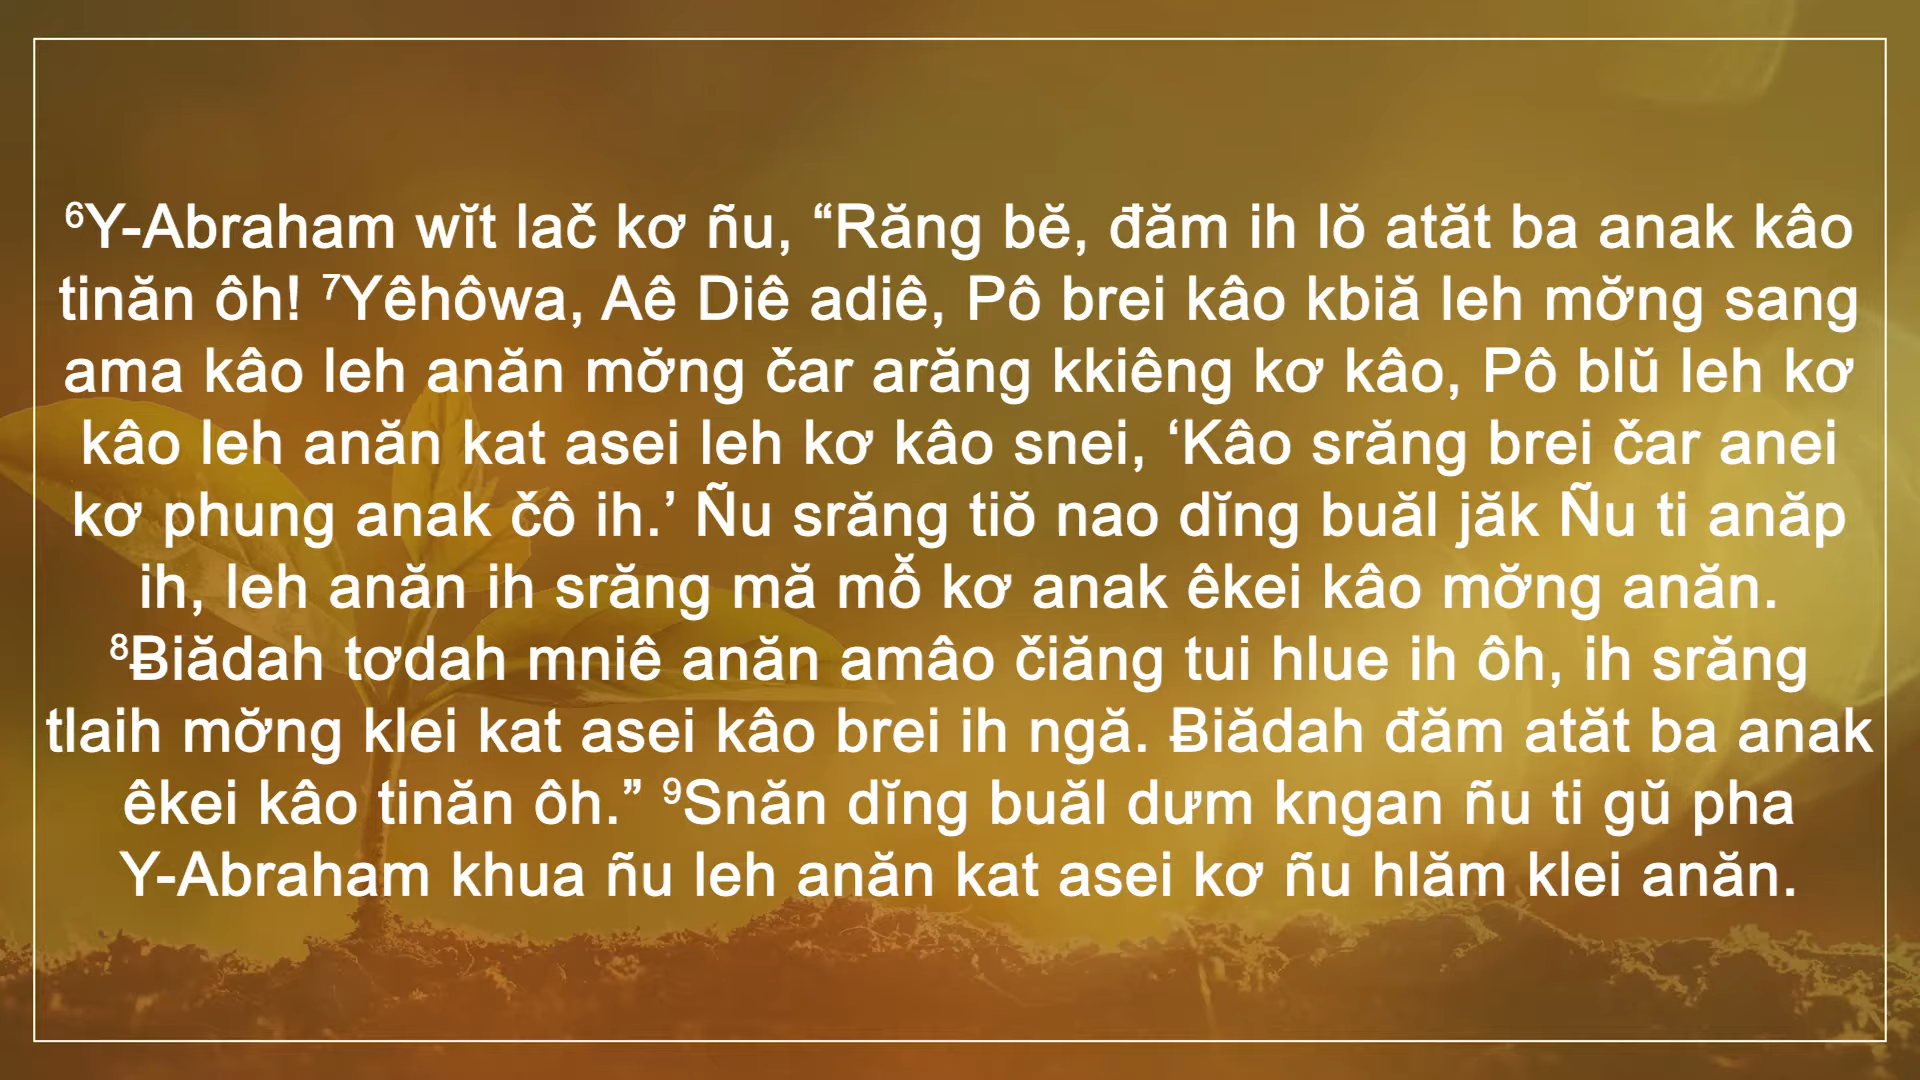 ⁶Y-Abraham wĭt lač kơ ñu, “Răng bĕ, đăm ih lŏ atăt ba anak kâo
tinăn ôh! ⁷Yêhôwa, Aê Diê adiê, Pô brei kâo kbiă leh mơ̆ng sang
ama kâo leh anăn mơ̆ng čar arăng kkiêng kơ kâo, Pô blŭ leh kơ
kâo leh anăn kat asei leh kơ kâo snei, ‘Kâo srăng brei čar anei
kơ phung anak čô ih.’ Ñu srăng tiŏ nao dĭng buăl jăk Ñu ti anăp
ih, leh anăn ih srăng mă mô̆ kơ anak êkei kâo mơ̆ng anăn.
⁸Ƀiădah tơdah mniê anăn amâo čiăng tui hlue ih ôh, ih srăng
tlaih mơ̆ng klei kat asei kâo brei ih ngă. Ƀiădah đăm atăt ba anak
êkei kâo tinăn ôh.” ⁹Snăn dĭng buăl dưm kngan ñu ti gŭ pha
Y-Abraham khua ñu leh anăn kat asei kơ ñu hlăm klei anăn.